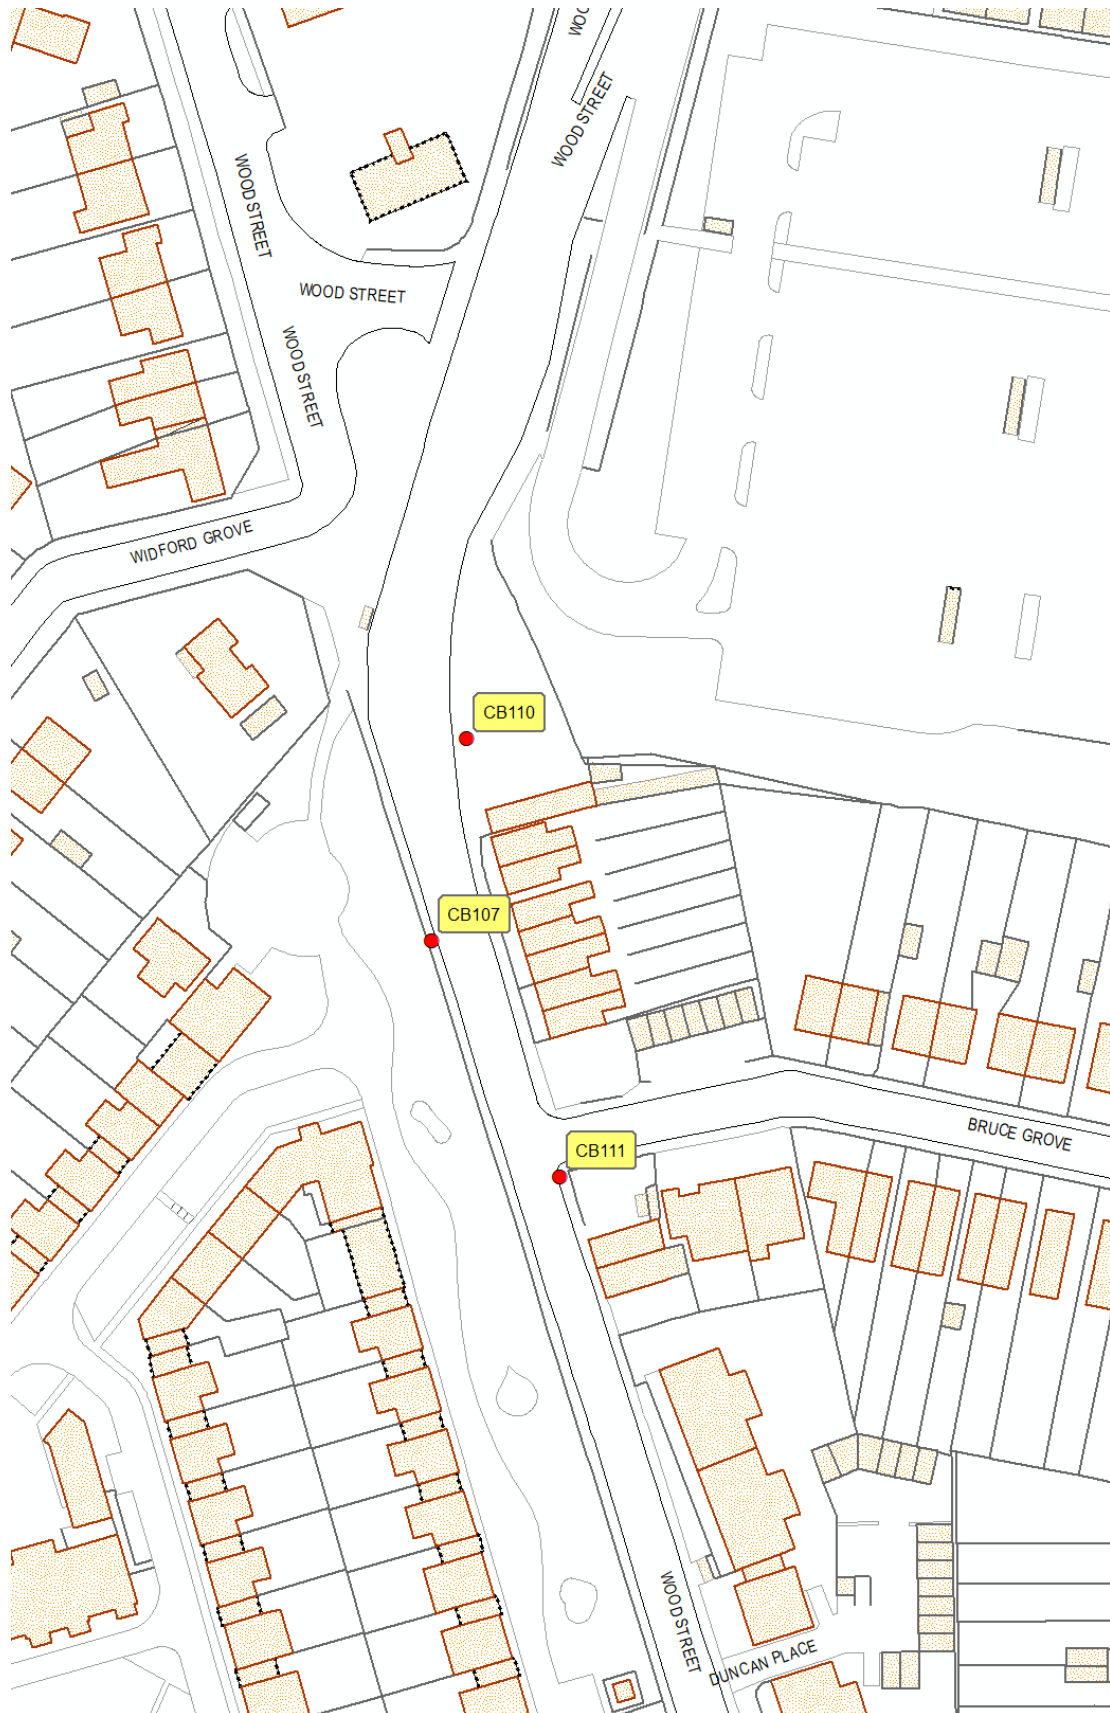 WOOD STREET
WOOD STREET
WOOD STREET
WOOD STREET
WIDFORD GROVE
CB110
CB107
BRUCE GROVE
CB111
WOOD STREET
DUNCAN PLACE